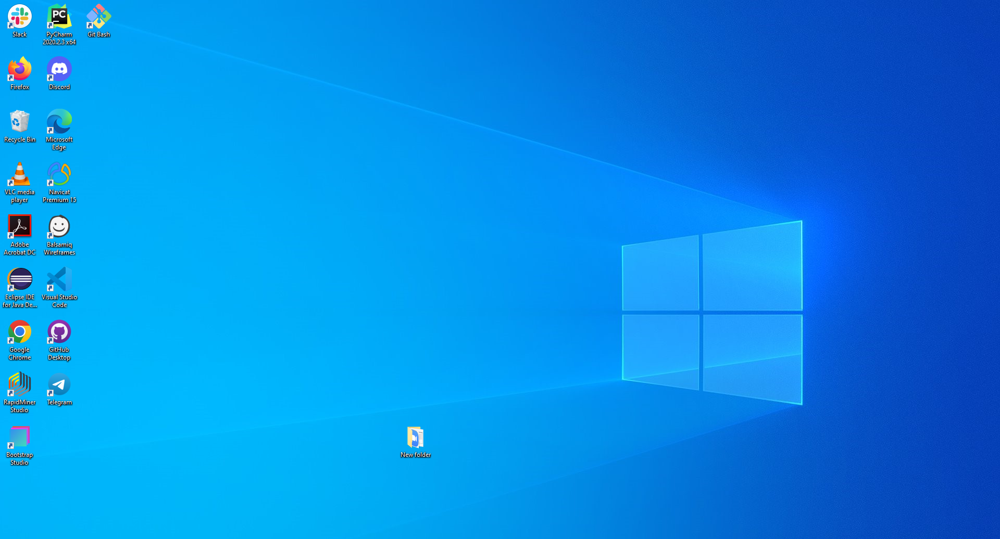 Slack
PyCharm
2020.2.3 x64
Git Bash
Firefox
Discord
Recycle Bin
Microsoft
Edge
VLC media
player
Navicat
Premium 15
Adobe
Acrobat DC
Balsamiq
Wireframes
Eclipse IDE
for Java De...
Visual Studio
Code
Google
Chrome
GitHub
Desktop
RapidMiner
Studio
Telegram
Bootstrap
Studio
New folder
PC